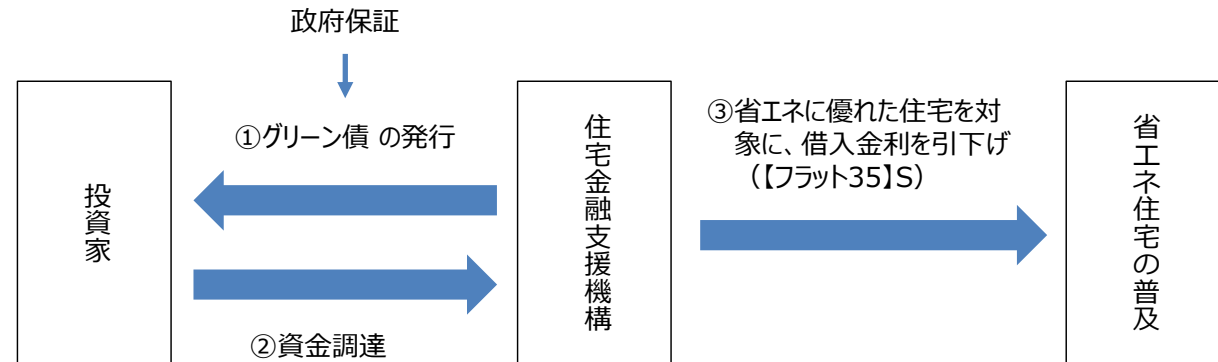 政府保証
①グリーン債 の発行
投資家
②資金調達
住宅金融支援機構
③省エネに優れた住宅を対
象に、借入金利を引下げ
（【フラット35】S）
省エネ住宅の普及